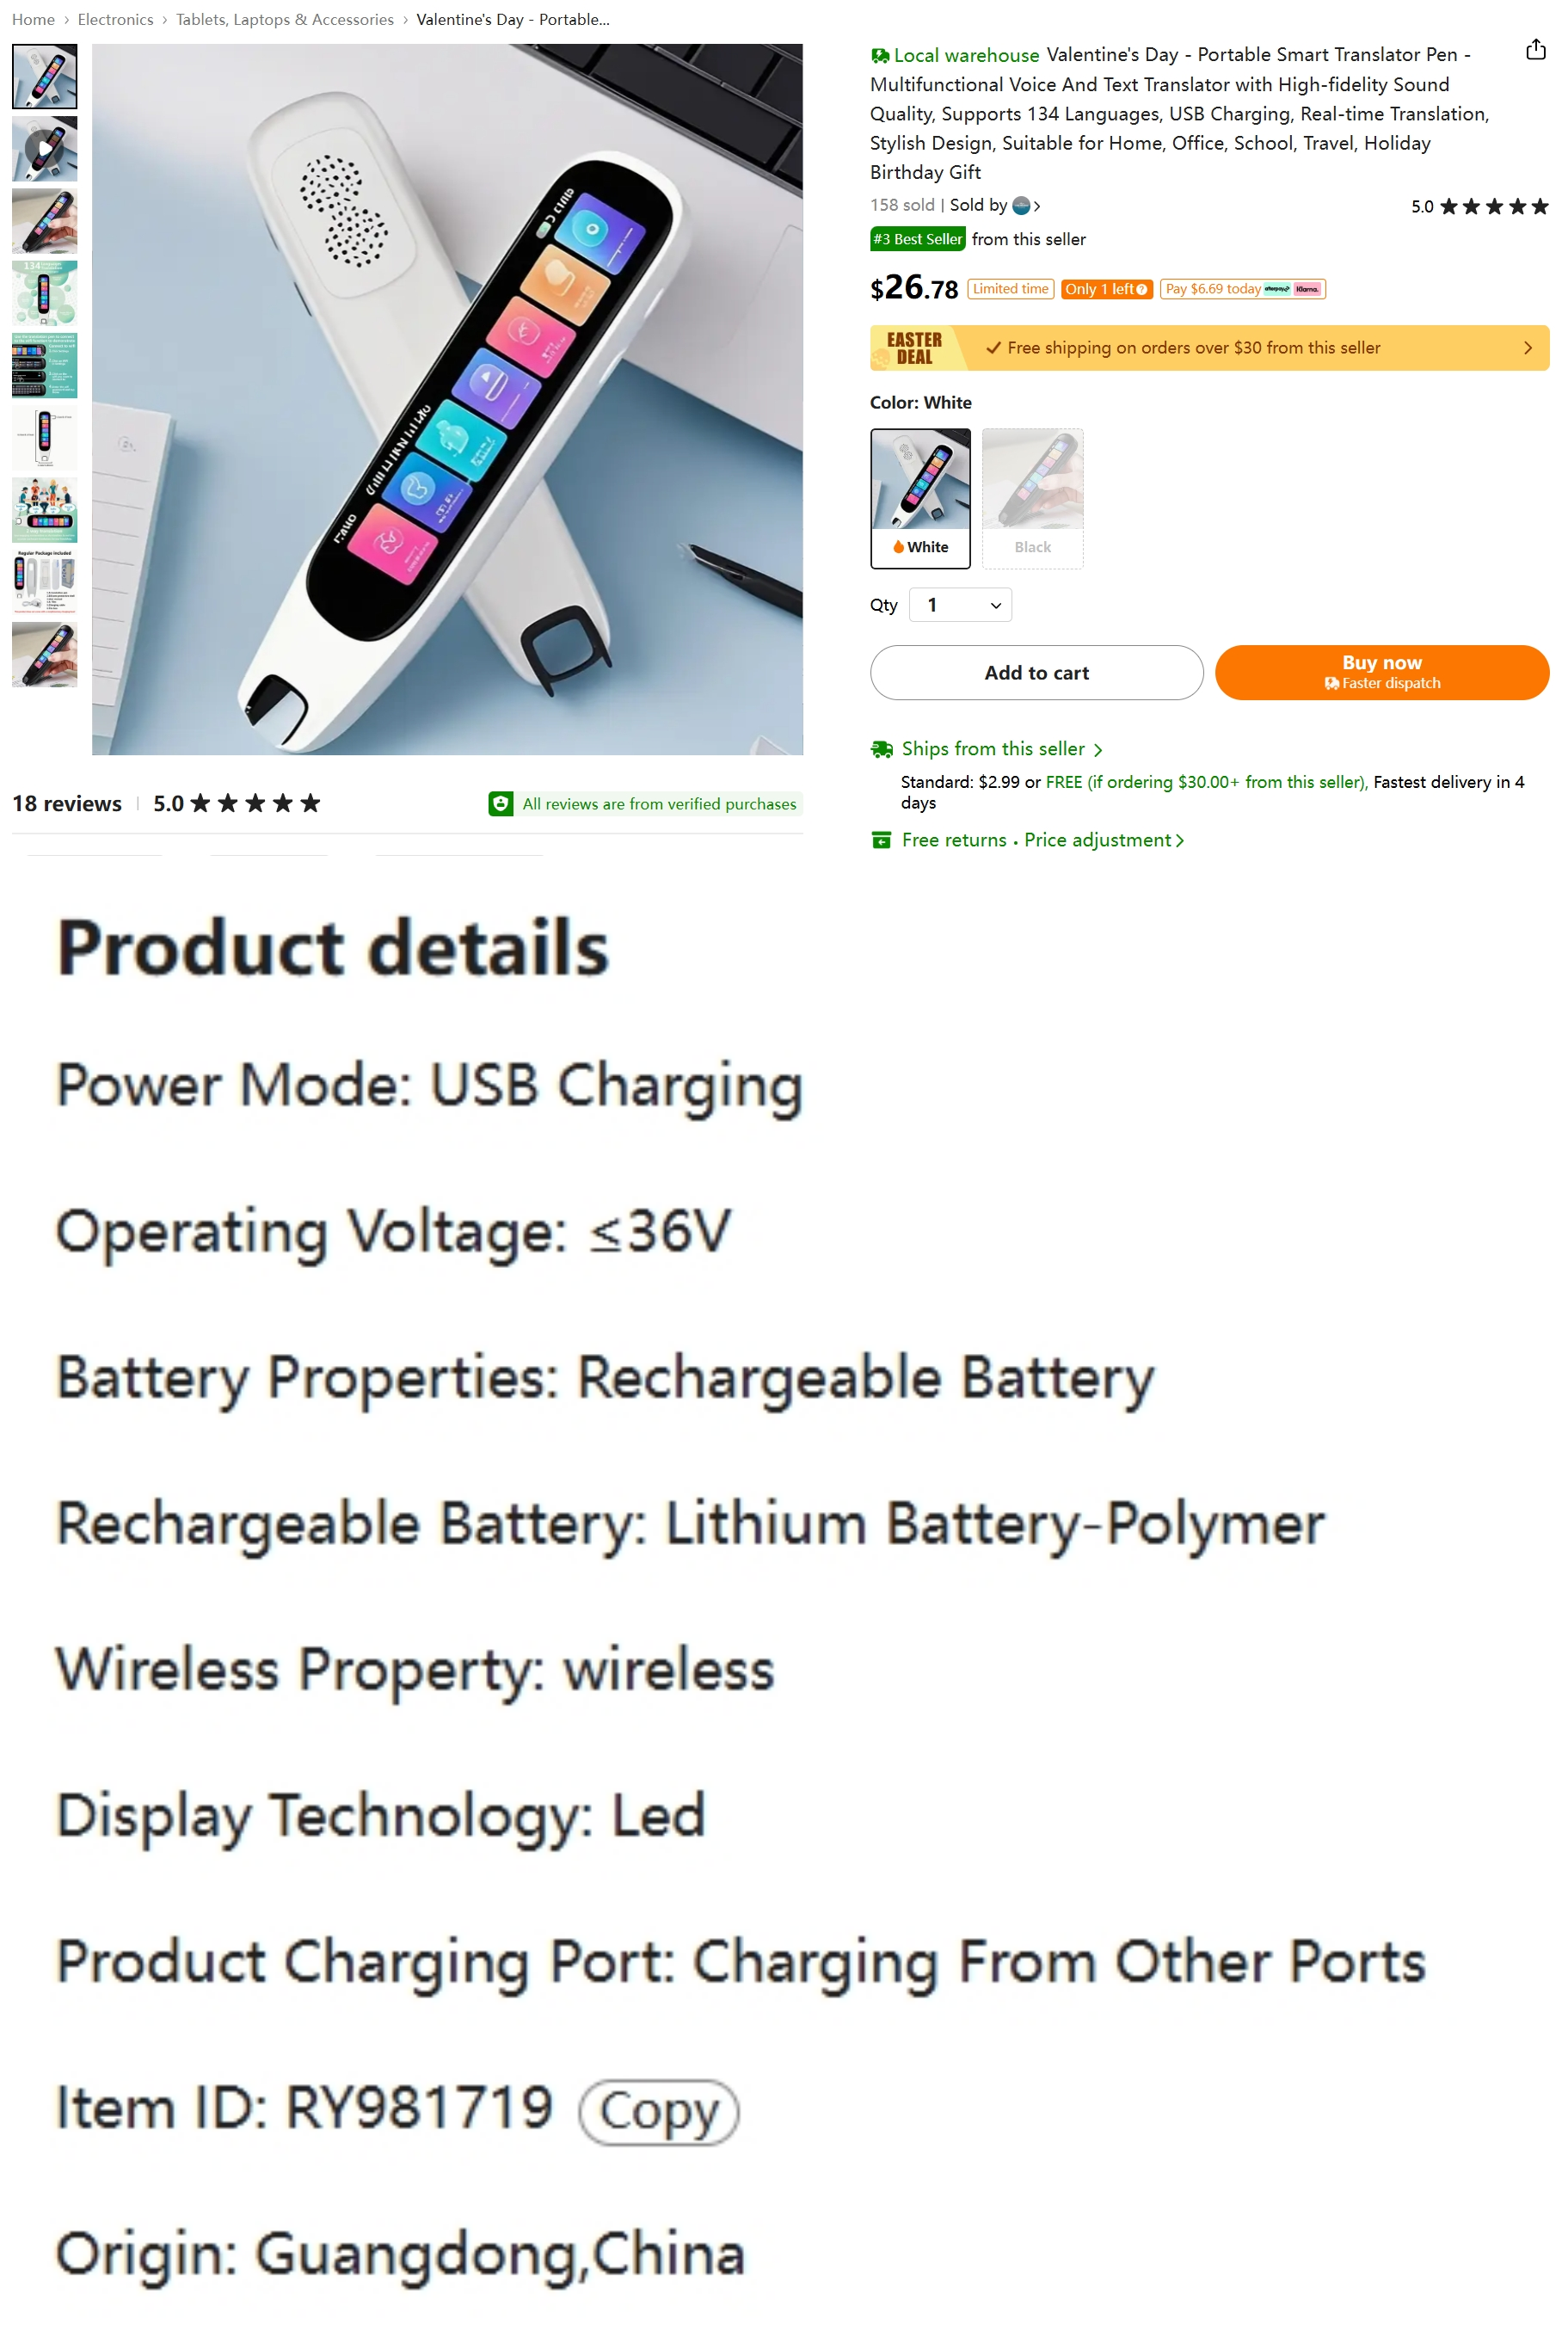 Home › Electronics › Tablets, Laptops & Accessories › Valentine's Day - Portable...
Local warehouse Valentine's Day - Portable Smart Translator Pen -
Multifunctional Voice And Text Translator with High-fidelity Sound
Quality, Supports 134 Languages, USB Charging, Real-time Translation,
Stylish Design, Suitable for Home, Office, School, Travel, Holiday
Birthday Gift
158 sold | Sold by
5.0
#3 Best Seller from this seller
$26.78 Limited time Only 1 left Pay $6.69 today afterpay Klarna.
EASTER
DEAL
Free shipping on orders over $30 from this seller
Color: White
White
Black
Qty 1
Add to cart
Buy now
Faster dispatch
Ships from this seller
Standard: $2.99 or FREE (if ordering $30.00+ from this seller), Fastest delivery in 4
days
Free returns • Price adjustment
134
Regular Package included
18 reviews | 5.0
All reviews are from verified purchases
Product details
Power Mode: USB Charging
Operating Voltage: ≤36V
Battery Properties: Rechargeable Battery
Rechargeable Battery: Lithium Battery-Polymer
Wireless Property: wireless
Display Technology: Led
Product Charging Port: Charging From Other Ports
Item ID: RY981719 Copy
Origin: Guangdong,China